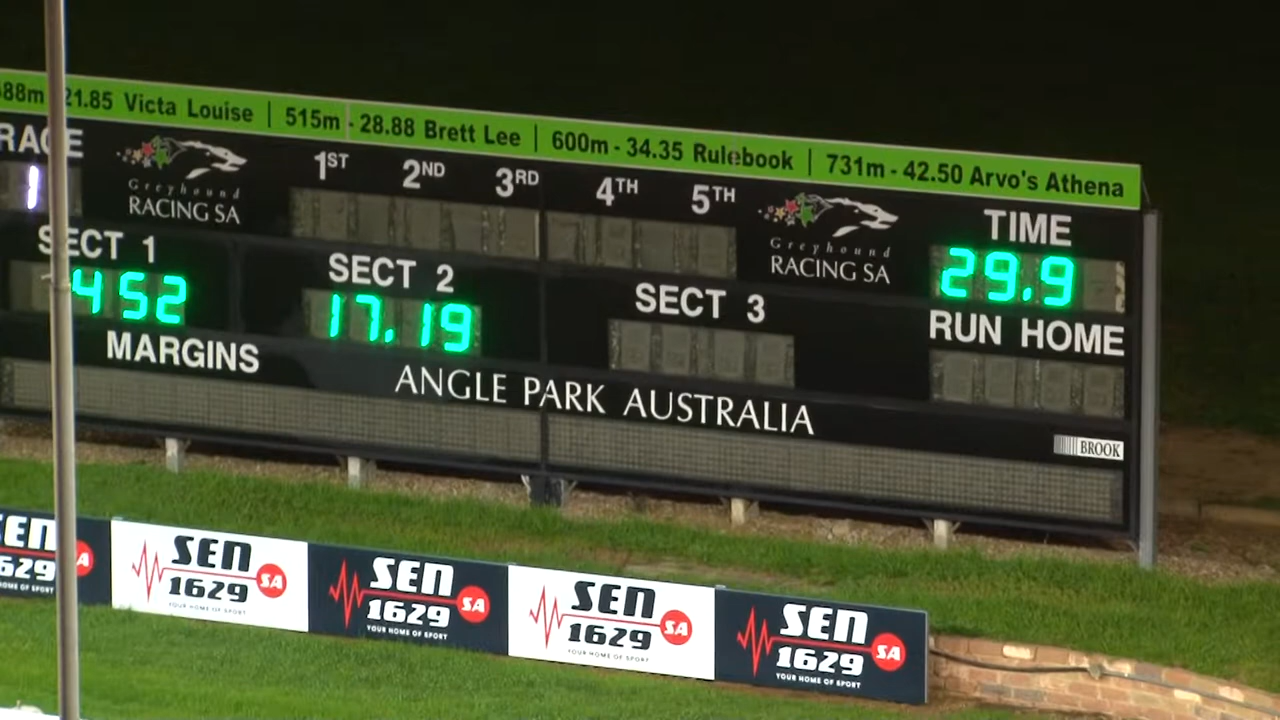 88m 21.85 Victa Louise | 515m - 28.88 Brett Lee | 600m - 34.35 Rulebook | 731m - 42.50 Arvo's Athena
RACE
1
Greyhound
RACING SA
1ST 2ND 3RD 4TH 5TH
Greyhound
RACING SA
TIME
29.9
SECT 1
452
SECT 2
17.19
SECT 3
RUN HOME
MARGINS
ANGLE PARK AUSTRALIA
BROOK
SEN
1629
SA
SEN
1629
SA
YOUR HOME OF SPORT
SEN
1629
SA
YOUR HOME OF SPORT
SEN
1629
SA
YOUR HOME OF SPORT
SEN
1629
SA
YOUR HOME OF SPORT